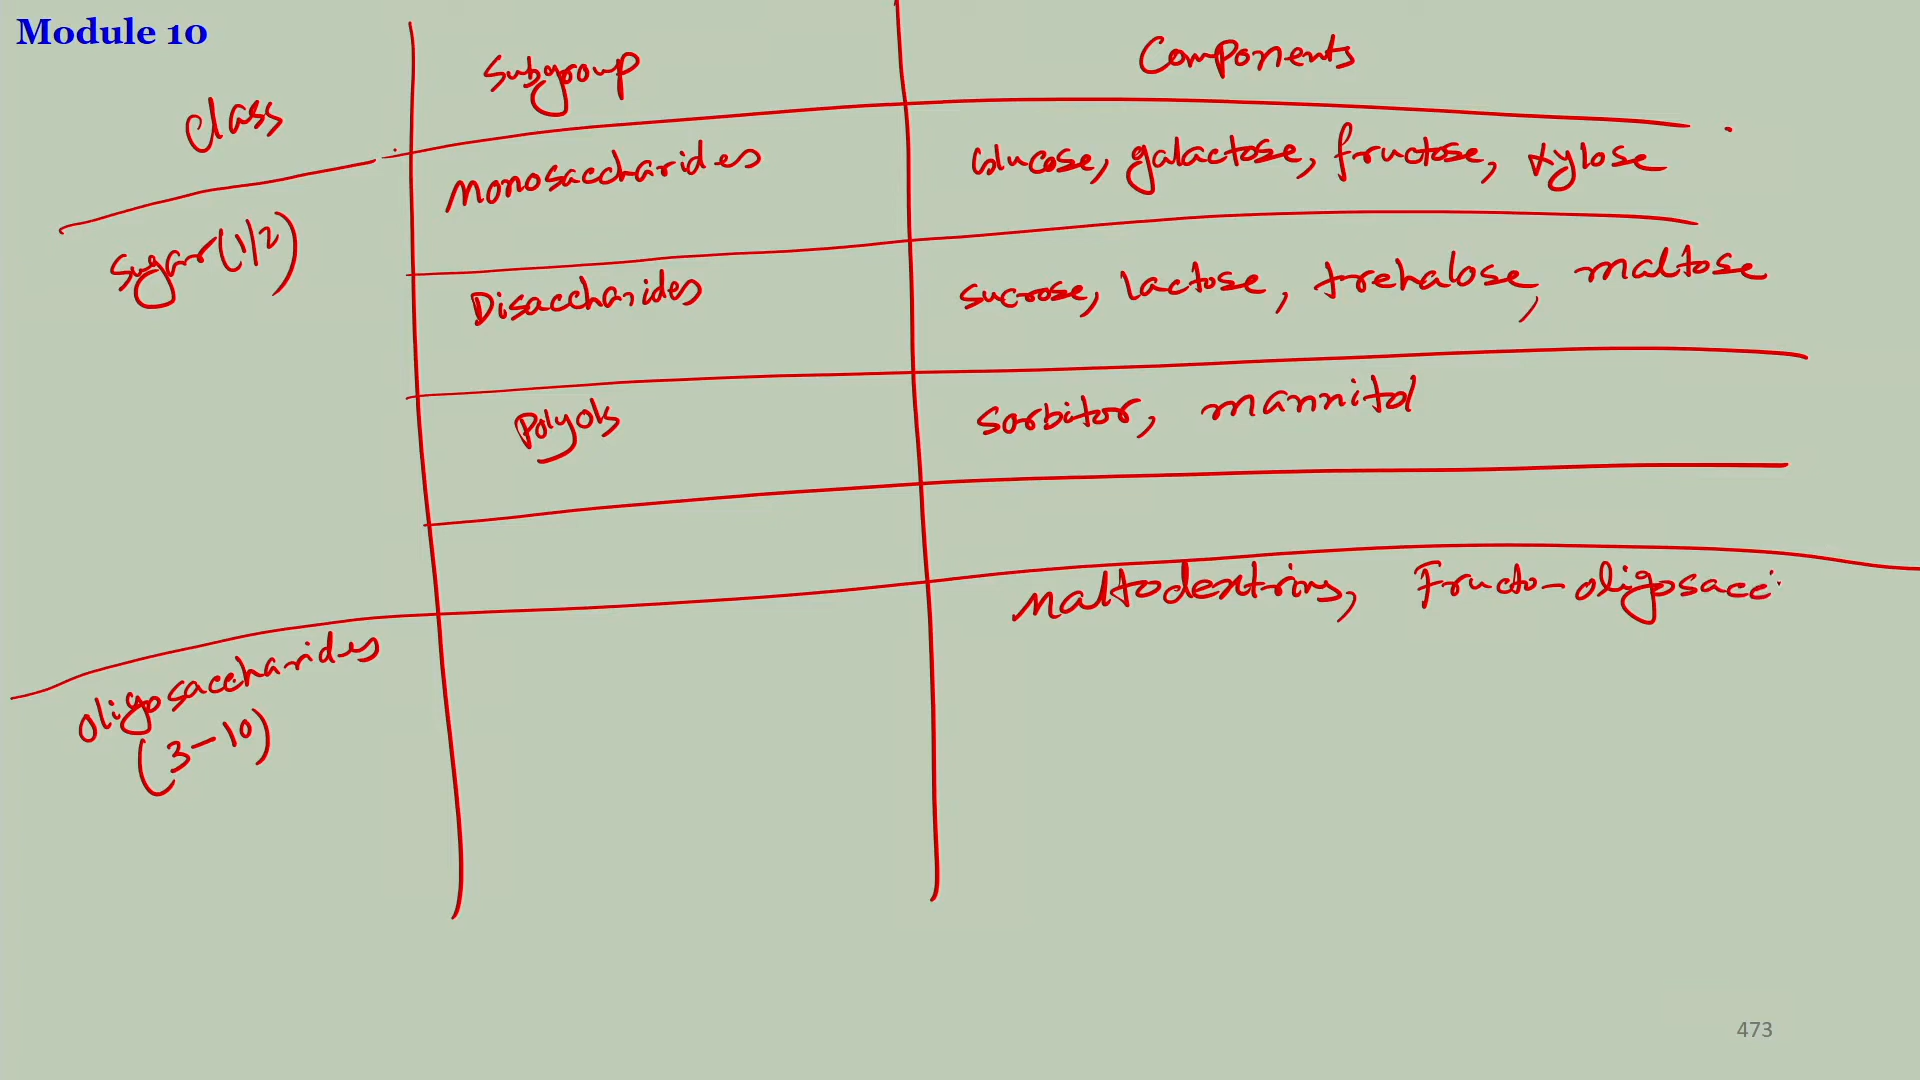 Module 10
Class
Subgroup
Components
Sugar (1/2)
Monosaccharides
Glucose, galactose, fructose, xylose
Disaccharides
sucrose, lactose, trehalose, maltose
Polyols
Sorbitor, mannitol
oligosaccharides
(3-10)
Maltodextrins, Fructo-oligosacc
473